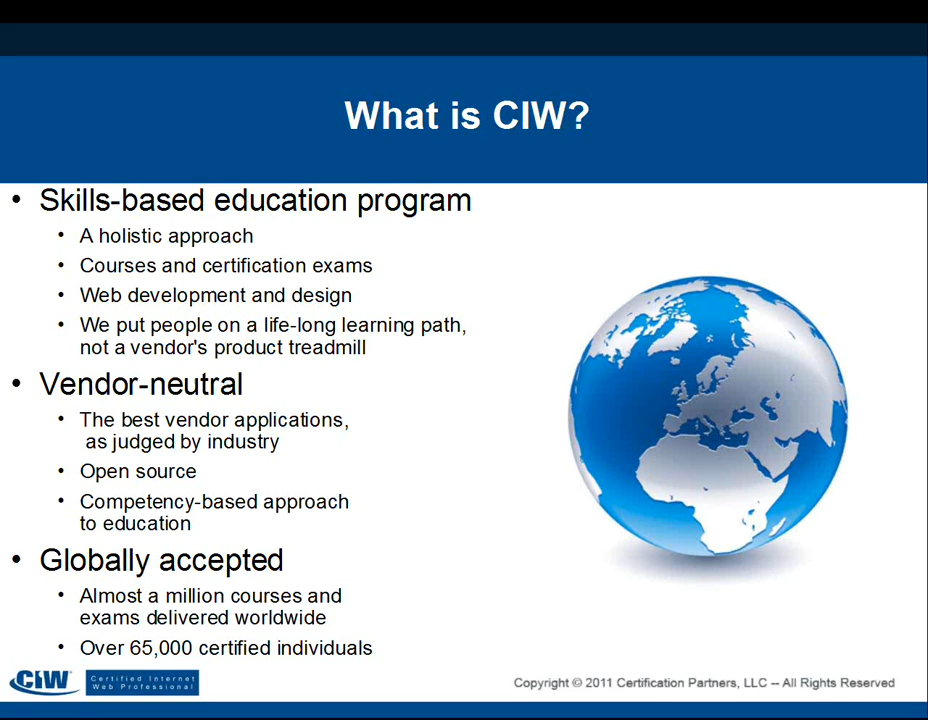 What is CIW?
• Skills-based education program
• A holistic approach
• Courses and certification exams
• Web development and design
• We put people on a life-long learning path,
not a vendor's product treadmill
• Vendor-neutral
• The best vendor applications,
as judged by industry
• Open source
• Competency-based approach
to education
• Globally accepted
• Almost a million courses and
exams delivered worldwide
• Over 65,000 certified individuals
CIW
Certified Internet
Web Professional
Copyright © 2011 Certification Partners, LLC -- All Rights Reserved